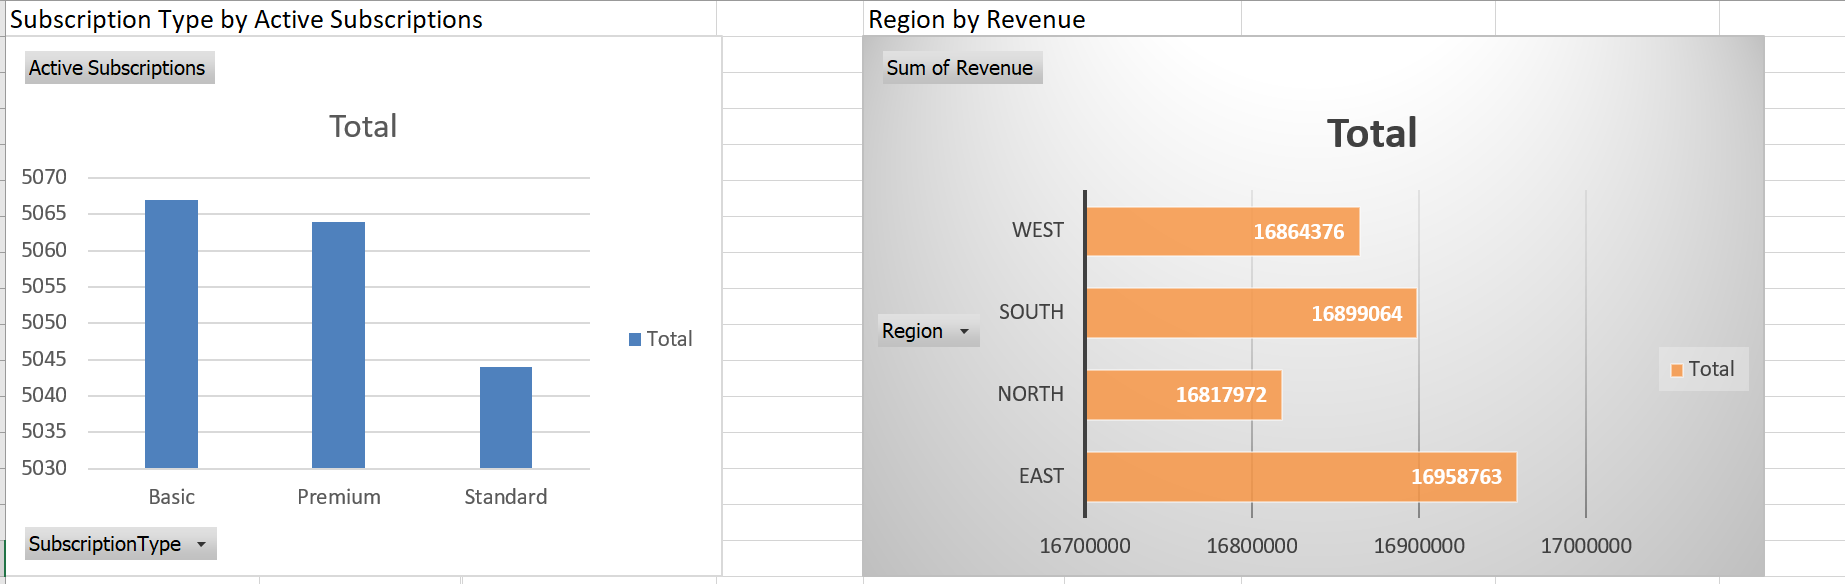 Subscription Type by Active Subscriptions
Active Subscriptions
Total
5070
5065
5060
5055
5050
5045
5040
5035
5030
Basic Premium Standard
Total
SubscriptionType
Region by Revenue
Sum of Revenue
Total
WEST 16864376
SOUTH 16899064
Region
NORTH 16817972
EAST 16958763
16700000 16800000 16900000 17000000
Total